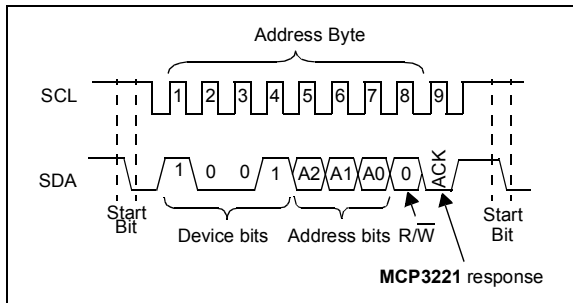 Address Byte
SCL 1 2 3 4 5 6 7 8 9
SDA 1 0 0 1 A2 A1 A0 0 ACK
Start Bit
Device bits
Address bits
R/W̅
Start Bit
MCP3221 response